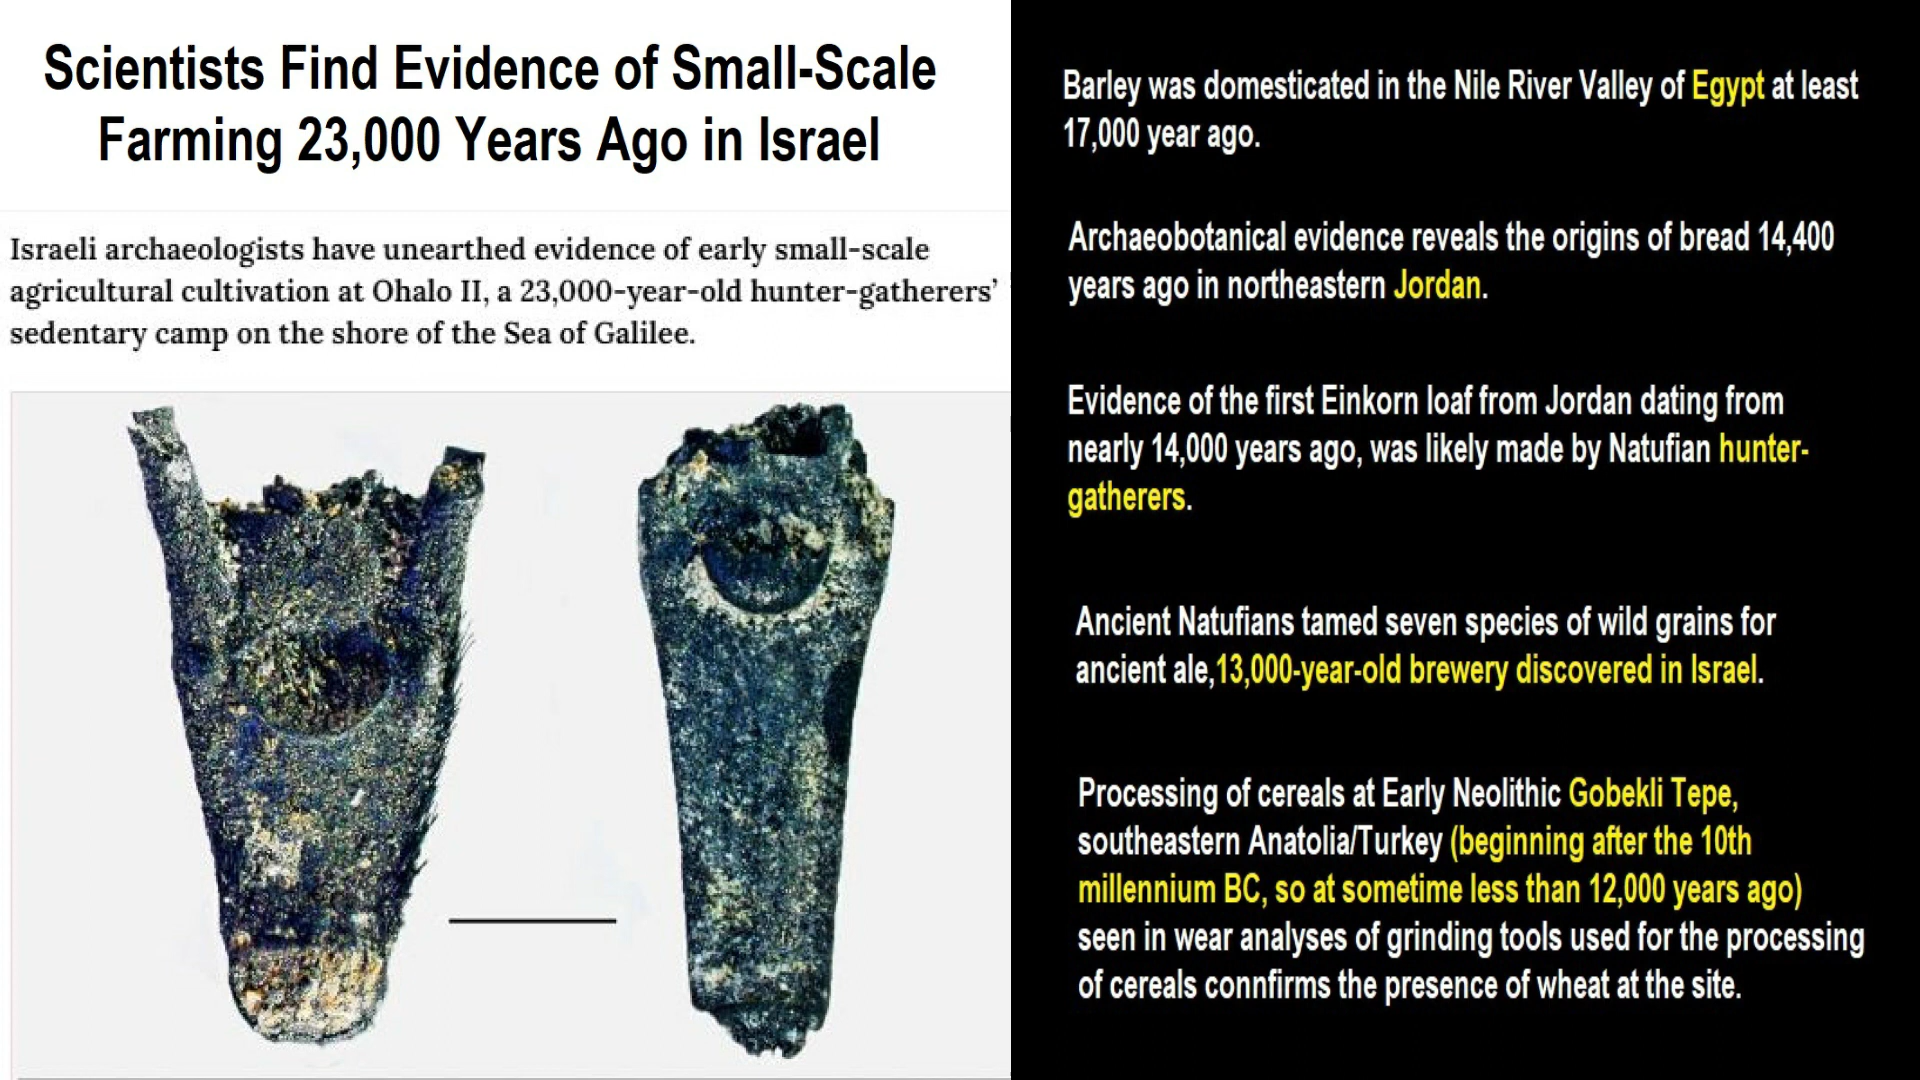 Scientists Find Evidence of Small-Scale
Farming 23,000 Years Ago in Israel
Israeli archaeologists have unearthed evidence of early small-scale
agricultural cultivation at Ohalo II, a 23,000-year-old hunter-gatherers’
sedentary camp on the shore of the Sea of Galilee.
Barley was domesticated in the Nile River Valley of Egypt at least
17,000 year ago.
Archaeobotanical evidence reveals the origins of bread 14,400
years ago in northeastern Jordan.
Evidence of the first Einkorn loaf from Jordan dating from
nearly 14,000 years ago, was likely made by Natufian hunter-
gatherers.
Ancient Natufians tamed seven species of wild grains for
ancient ale,13,000-year-old brewery discovered in Israel.
Processing of cereals at Early Neolithic Gobekli Tepe,
southeastern Anatolia/Turkey (beginning after the 10th
millennium BC, so at sometime less than 12,000 years ago)
seen in wear analyses of grinding tools used for the processing
of cereals connfirms the presence of wheat at the site.